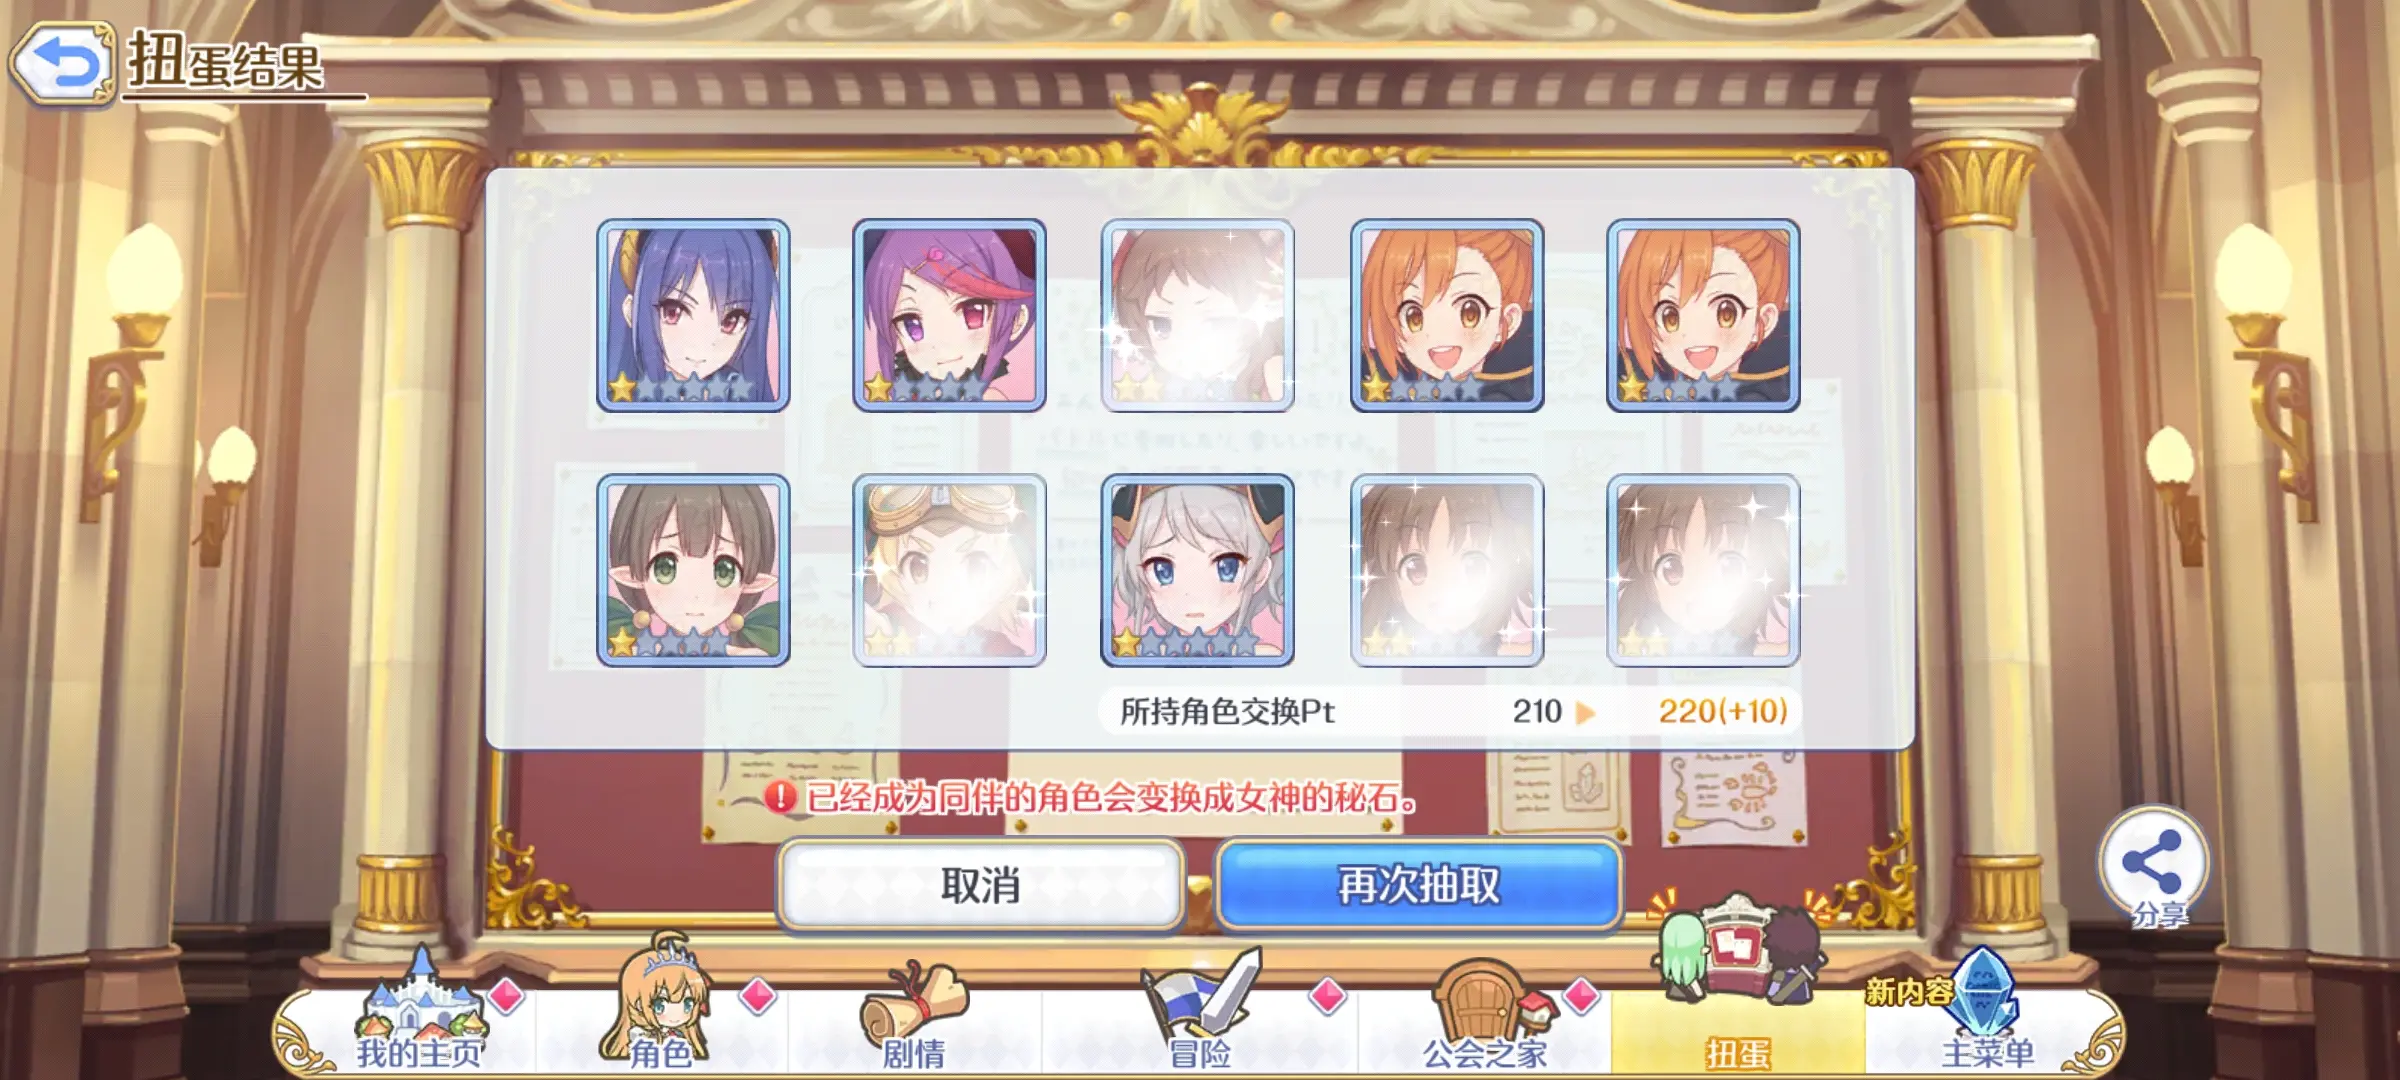 扭蛋结果
所持角色交换Pt 210 220(+10)
已经成为同伴的角色会变换成女神的秘石。
取消
再次抽取
分享
新内容
我的主页
角色
剧情
冒险
公会之家
扭蛋
主菜单